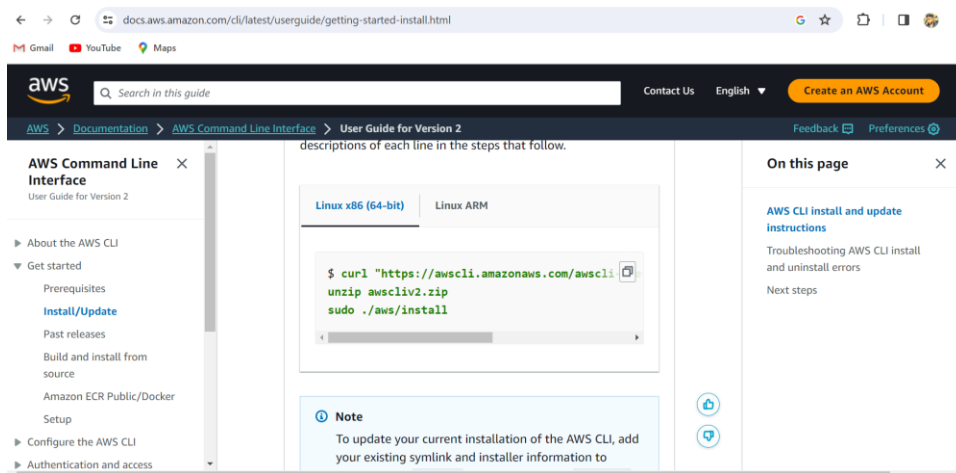 docs.aws.amazon.com/cli/latest/userguide/getting-started-install.html
Gmail YouTube Maps
aws Search in this guide Contact Us English Create an AWS Account
AWS > Documentation > AWS Command Line Interface > User Guide for Version 2 Feedback Preferences
AWS Command Line
Interface
User Guide for Version 2
About the AWS CLI
Get started
Prerequisites
Install/Update
Past releases
Build and install from
source
Amazon ECR Public/Docker
Setup
Configure the AWS CLI
Authentication and access
descriptions of each line in the steps that follow.
Linux x86 (64-bit) Linux ARM
$ curl "https://awscli.amazonaws.com/awscli-
unzip awscliv2.zip
sudo ./aws/install
Note
To update your current installation of the AWS CLI, add
your existing symlink and installer information to
On this page
AWS CLI install and update
instructions
Troubleshooting AWS CLI install
and uninstall errors
Next steps